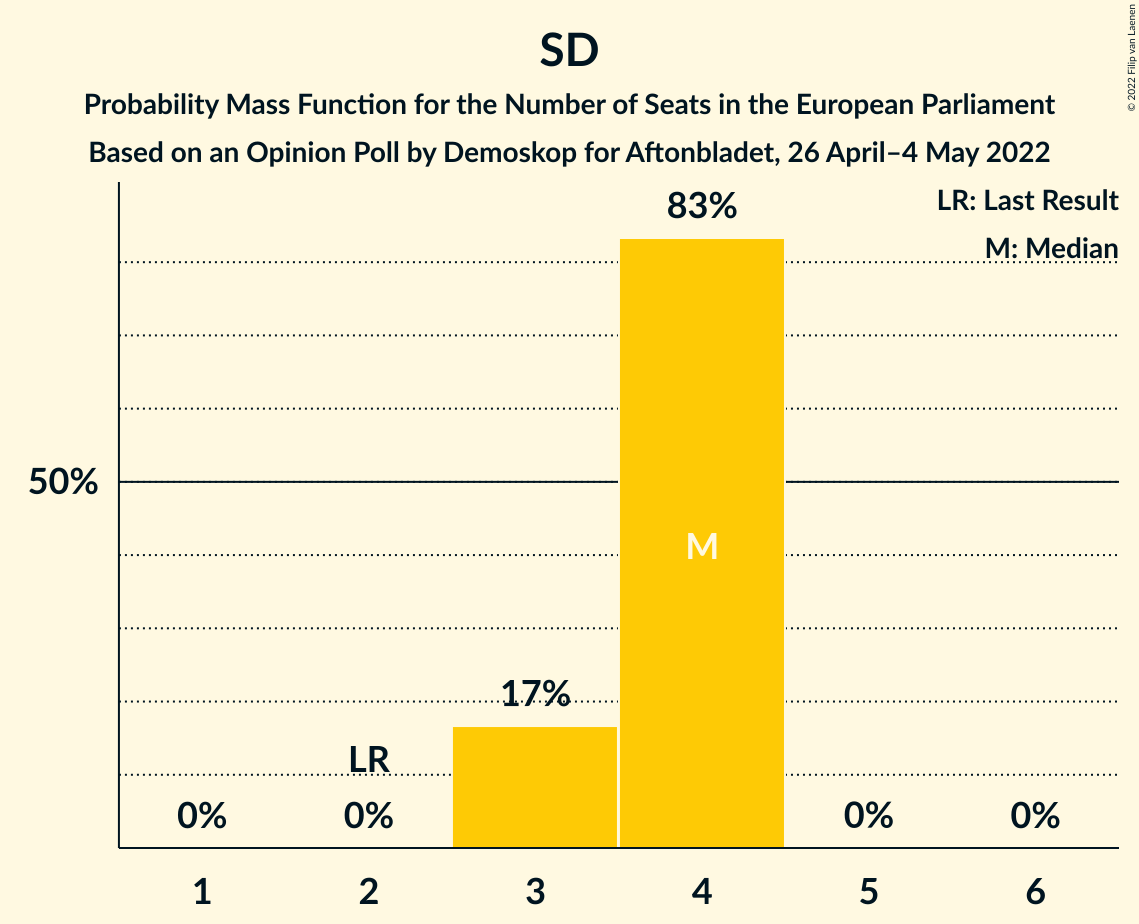 SD
Probability Mass Function for the Number of Seats in the European Parliament
Based on an Opinion Poll by Demoskop for Aftonbladet, 26 April–4 May 2022
© 2022 Filip van Laenen
LR: Last Result
M: Median
83%
50%
M
17%
LR
0% 0% 0% 0%
1 2 3 4 5 6